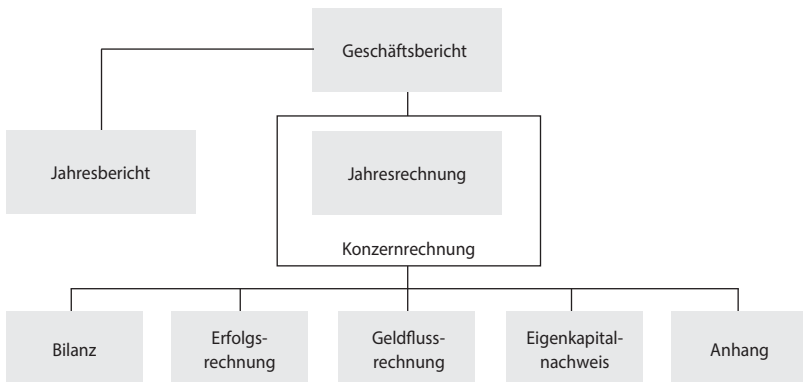 Geschäftsbericht
Jahresbericht
Jahresrechnung
Konzernrechnung
Bilanz
Erfolgs-
rechnung
Geldfluss-
rechnung
Eigenkapital-
nachweis
Anhang